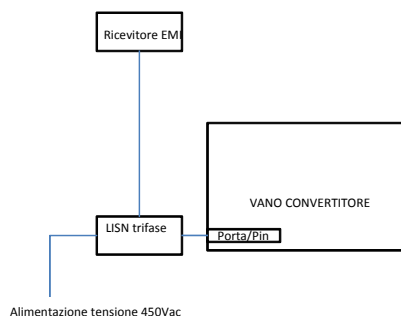 Ricevitore EMI
VANO CONVERTITORE
LISN trifase
Porta/Pin
Alimentazione tensione 450Vac